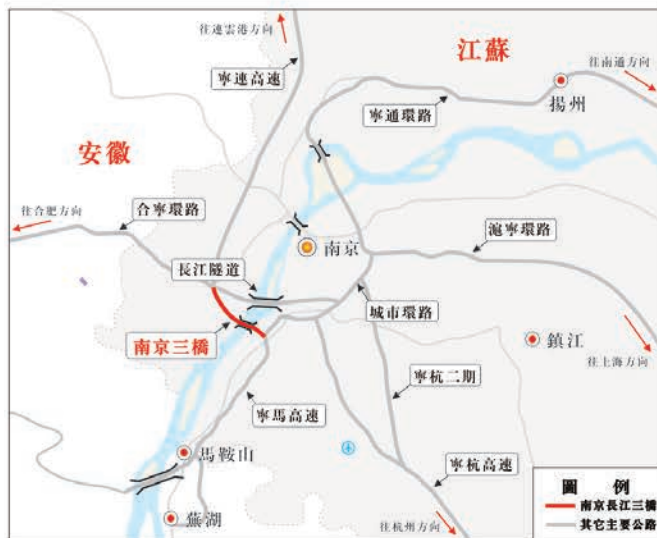 往連雲港方向
江蘇
往南通方向
寧連高速
揚州
寧通環路
安徽
往合肥方向
合寧環路
滬寧環路
南京
長江隧道
城市環路
南京三橋
鎮江
往上海方向
寧杭二期
寧馬高速
馬鞍山
寧杭高速
蕪湖
往杭州方向
圖 例
南京長江三橋
其它主要公路